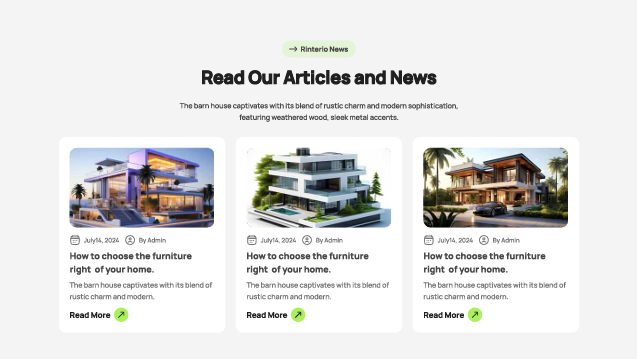 Rinterio News
Read Our Articles and News
The barn house captivates with its blend of rustic charm and modern sophistication,
featuring weathered wood, sleek metal accents.
July14, 2024 By Admin
How to choose the furniture
right of your home.
The barn house captivates with its blend of
rustic charm and modern.
Read More
July14, 2024 By Admin
How to choose the furniture
right of your home.
The barn house captivates with its blend of
rustic charm and modern.
Read More
July14, 2024 By Admin
How to choose the furniture
right of your home.
The barn house captivates with its blend of
rustic charm and modern.
Read More